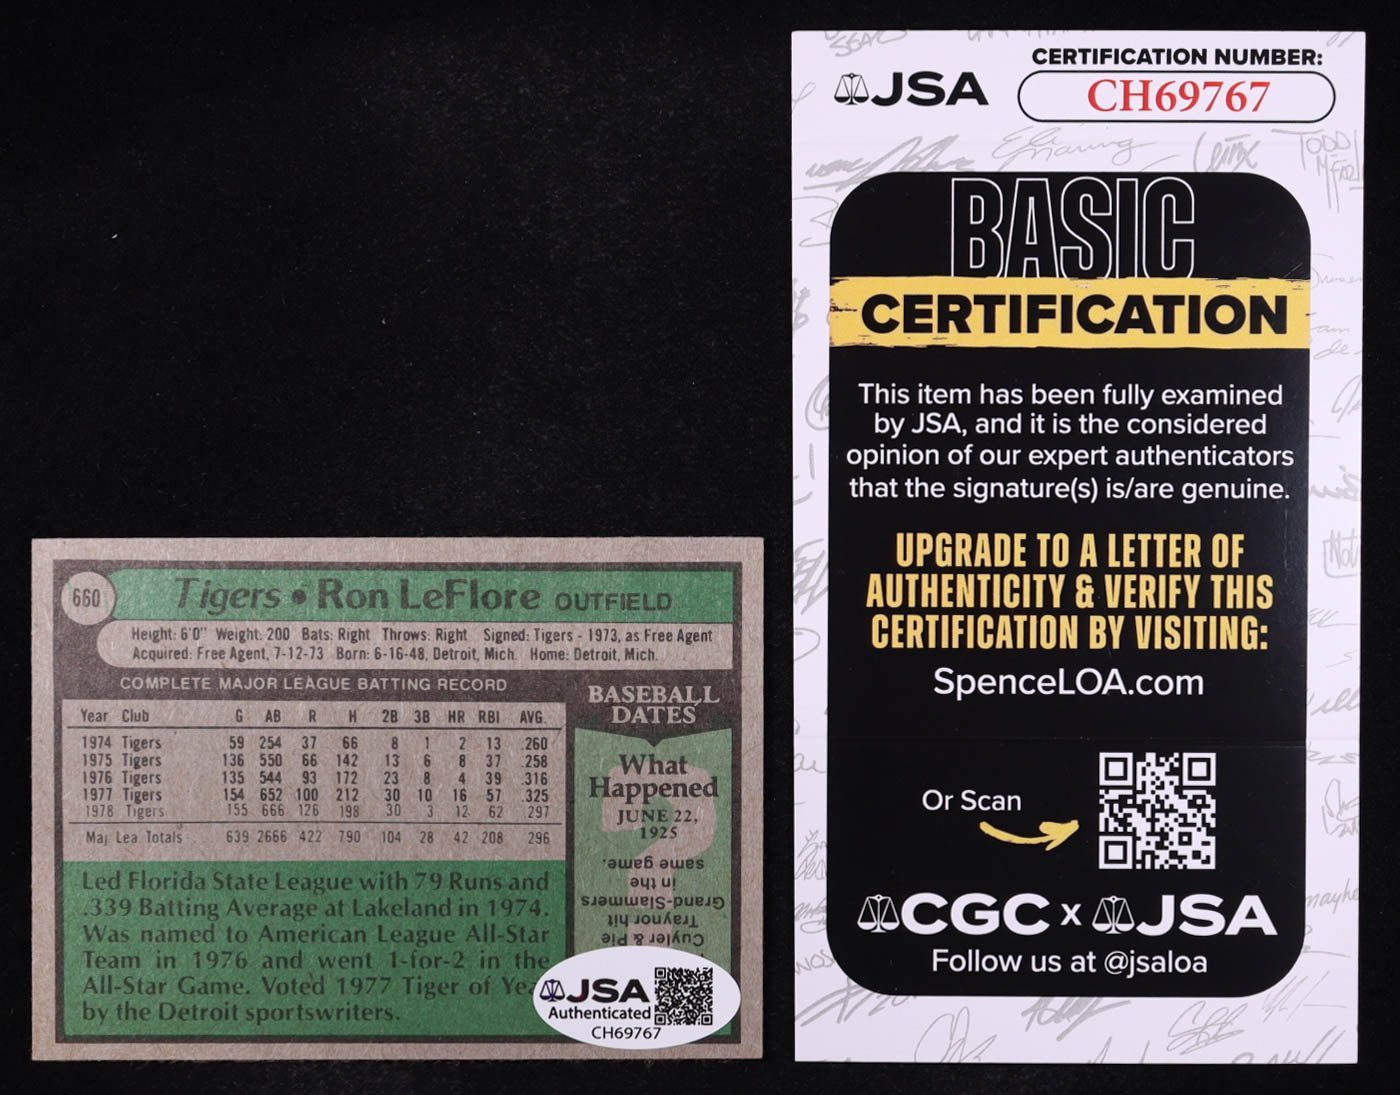 660
Tigers • Ron LeFlore OUTFIELD
Height: 6'0" Weight: 200 Bats: Right Throws: Right Signed: Tigers - 1973, as Free Agent
Acquired: Free Agent, 7-12-73 Born: 6-16-48, Detroit, Mich. Home: Detroit, Mich.
COMPLETE MAJOR LEAGUE BATTING RECORD
Year Club G AB R H 2B 3B HR RBI AVG.
1974 Tigers 59 254 37 66 8 1 2 13 .260
1975 Tigers 136 550 66 142 13 6 8 37 .258
1976 Tigers 135 544 93 172 23 8 4 39 .316
1977 Tigers 154 652 100 212 30 10 16 57 .325
1978 Tigers 155 666 126 198 30 3 12 62 .297
Maj. Lea. Totals 639 2666 422 790 104 28 42 208 .296
Led Florida State League with 79 Runs and
.339 Batting Average at Lakeland in 1974.
Was named to American League All-Star
Team in 1976 and went 1-for-2 in the
All-Star Game. Voted 1977 Tiger of Yea
by the Detroit sportswriters.
BASEBALL
DATES
What
Happened
JUNE 22,
1925
Cuyler & Pie
Traynor hit
Grand-Slammers
in the
same game.
JSA
Authenticated
CH69767
JSA
CERTIFICATION NUMBER:
CH69767
BASIC
CERTIFICATION
This item has been fully examined
by JSA, and it is the considered
opinion of our expert authenticators
that the signature(s) is/are genuine.
UPGRADE TO A LETTER OF
AUTHENTICITY & VERIFY THIS
CERTIFICATION BY VISITING:
SpenceLOA.com
Or Scan
CGC x JSA
Follow us at @jsaloa